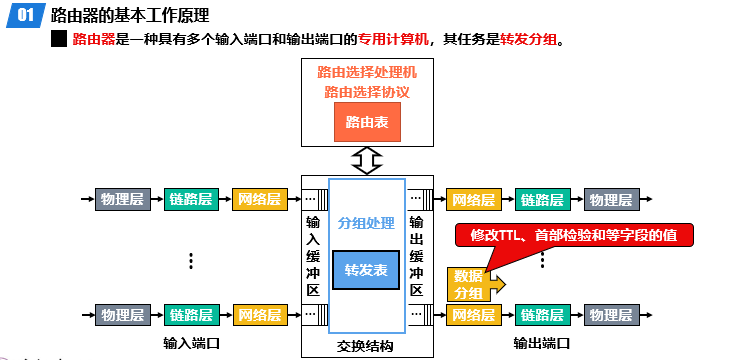 01 路由器的基本工作原理
路由器是一种具有多个输入端口和输出端口的专用计算机，其任务是转发分组。
路由选择处理机
路由选择协议
路由表
物理层 链路层 网络层 … … 网络层 链路层 物理层
输入缓冲区
分组处理
转发表
输出缓冲区
修改TTL、首部检验和等字段的值
⋮ ⋮
数据
分组
物理层 链路层 网络层 … … 网络层 链路层 物理层
输入端口 交换结构 输出端口